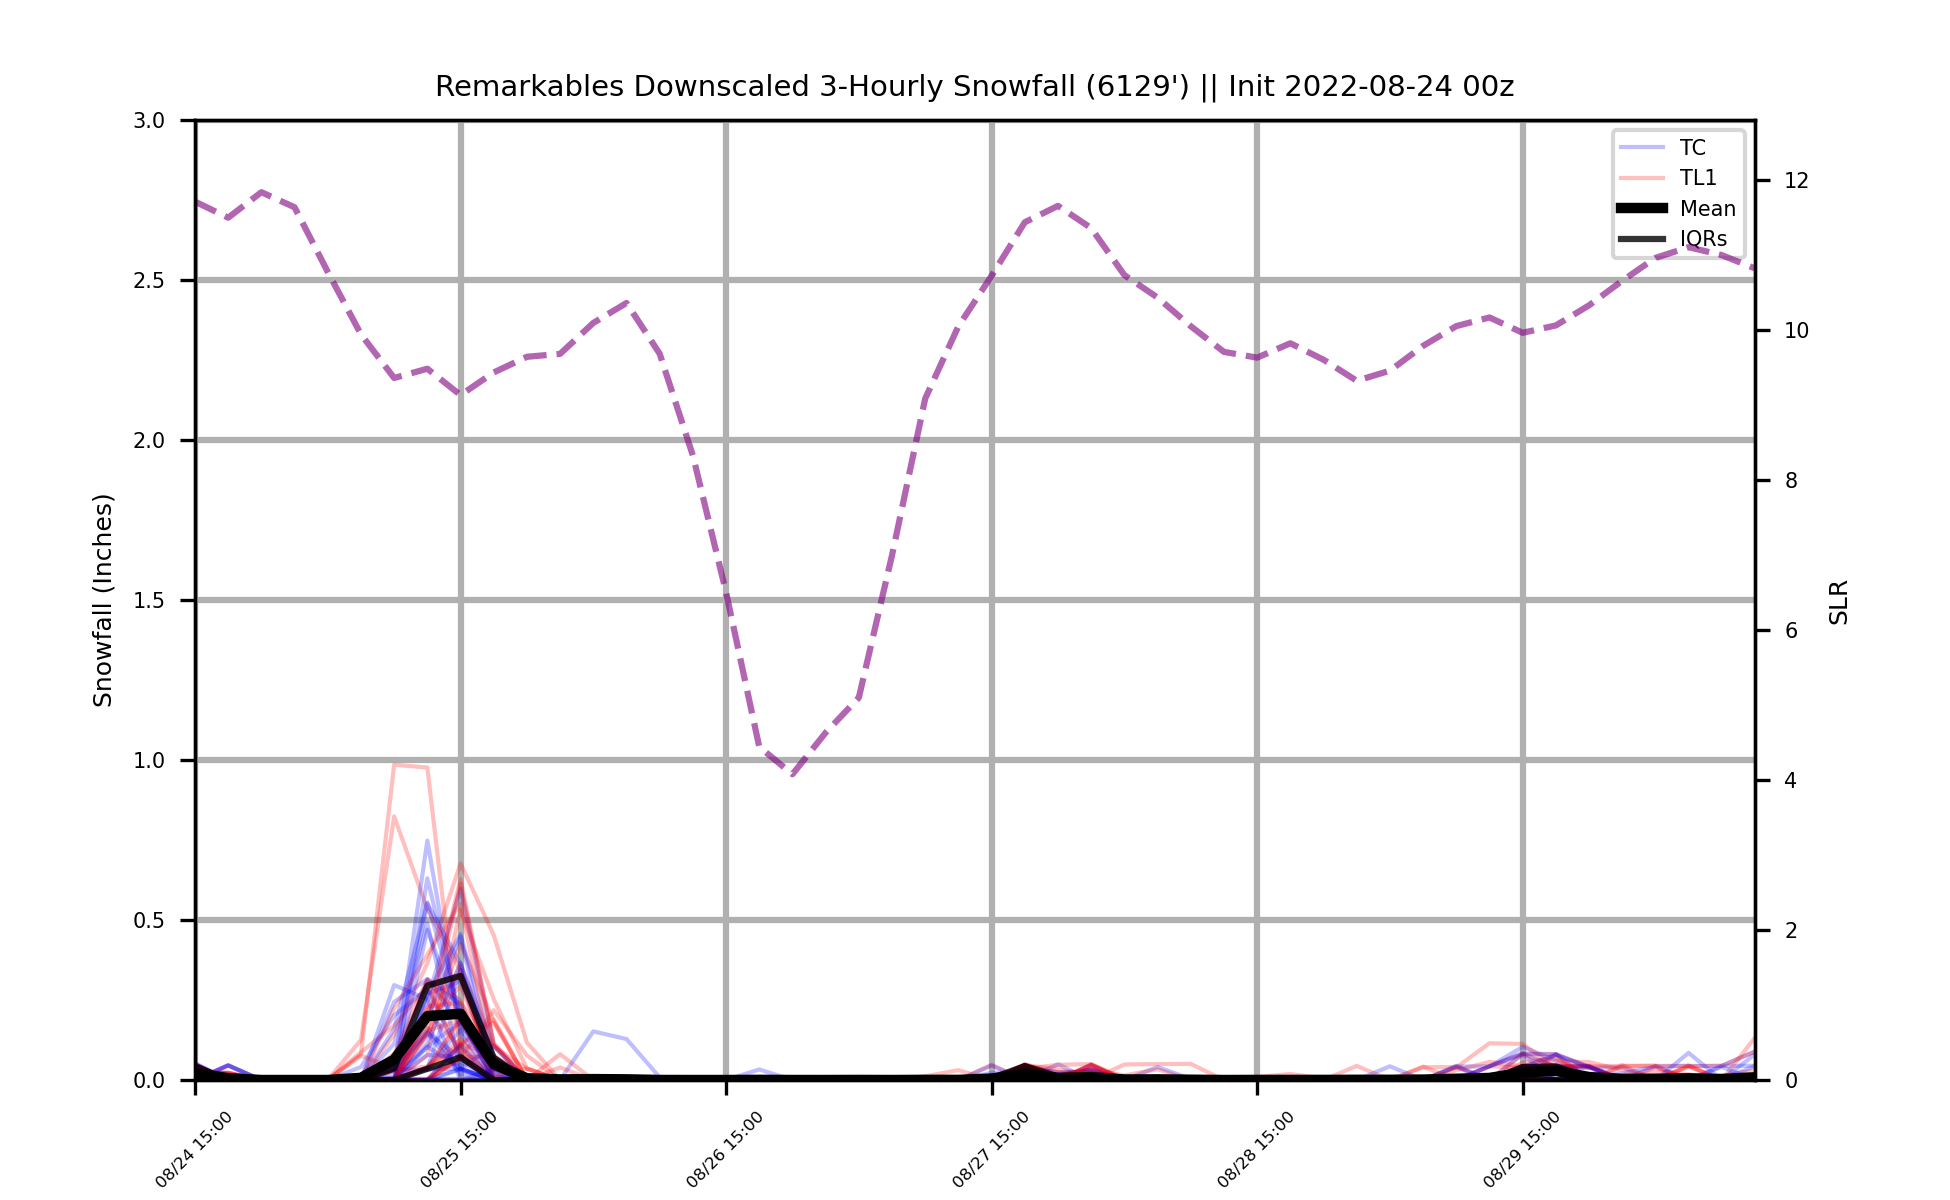 Remarkables Downscaled 3-Hourly Snowfall (6129') || Init 2022-08-24 00z
3.0
2.5
2.0
1.5
1.0
0.5
0.0
Snowfall (Inches)
TC
TL1
Mean
IQRs
12
10
8
6
4
2
0
SLR
08/24 15:00
08/25 15:00
08/26 15:00
08/27 15:00
08/28 15:00
08/29 15:00